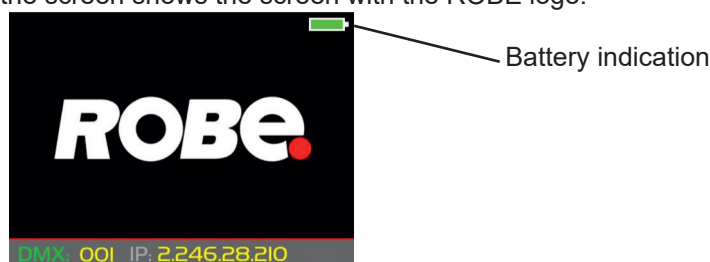 the screen shows the screen with the ROBE logo.
Battery indication
ROBe.
DMX: 001 IP: 2.246.28.210